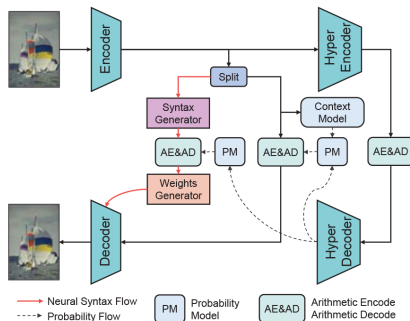 Encoder
Hyper
Encoder
Split
Syntax
Generator
Context
Model
AE&AD
PM
AE&AD
PM
AE&AD
Weights
Generator
Decoder
Hyper
Decoder
Neural Syntax Flow
Probability Flow
PM
Probability
Model
AE&AD
Arithmetic Encode
Arithmetic Decode